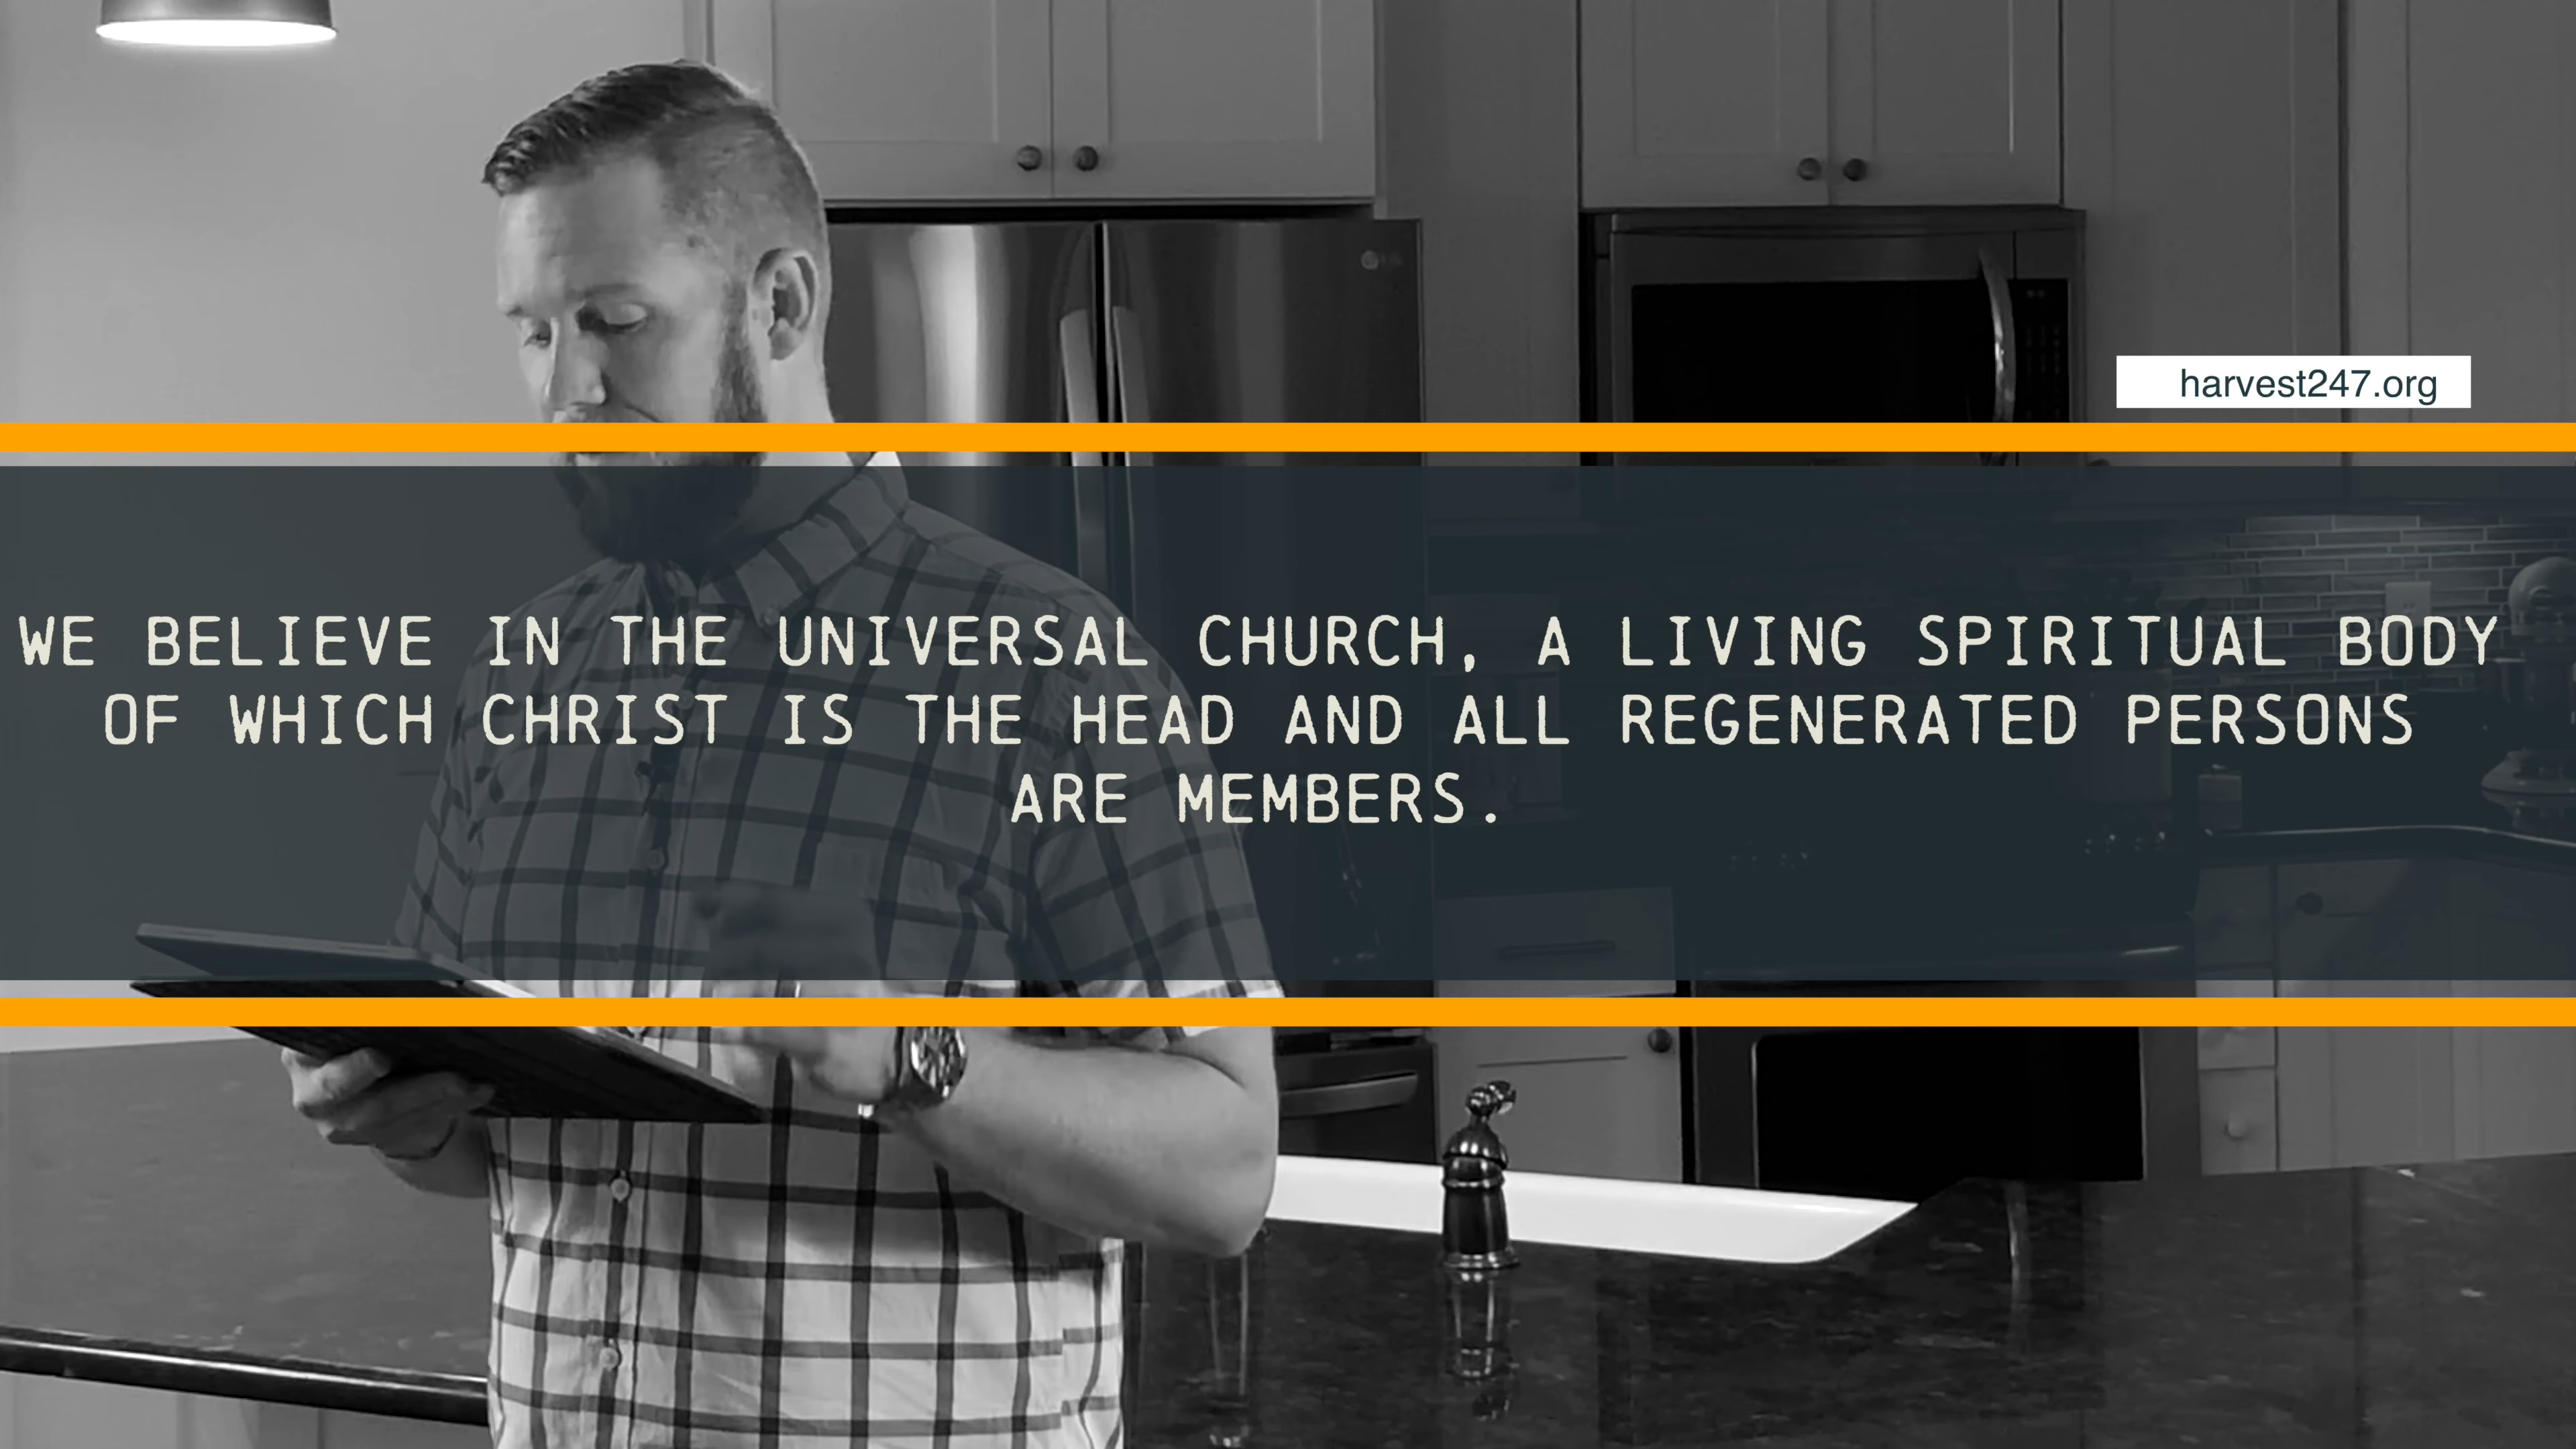 harvest247.org
WE BELIEVE IN THE UNIVERSAL CHURCH, A LIVING SPIRITUAL BODY
OF WHICH CHRIST IS THE HEAD AND ALL REGENERATED PERSONS
ARE MEMBERS.